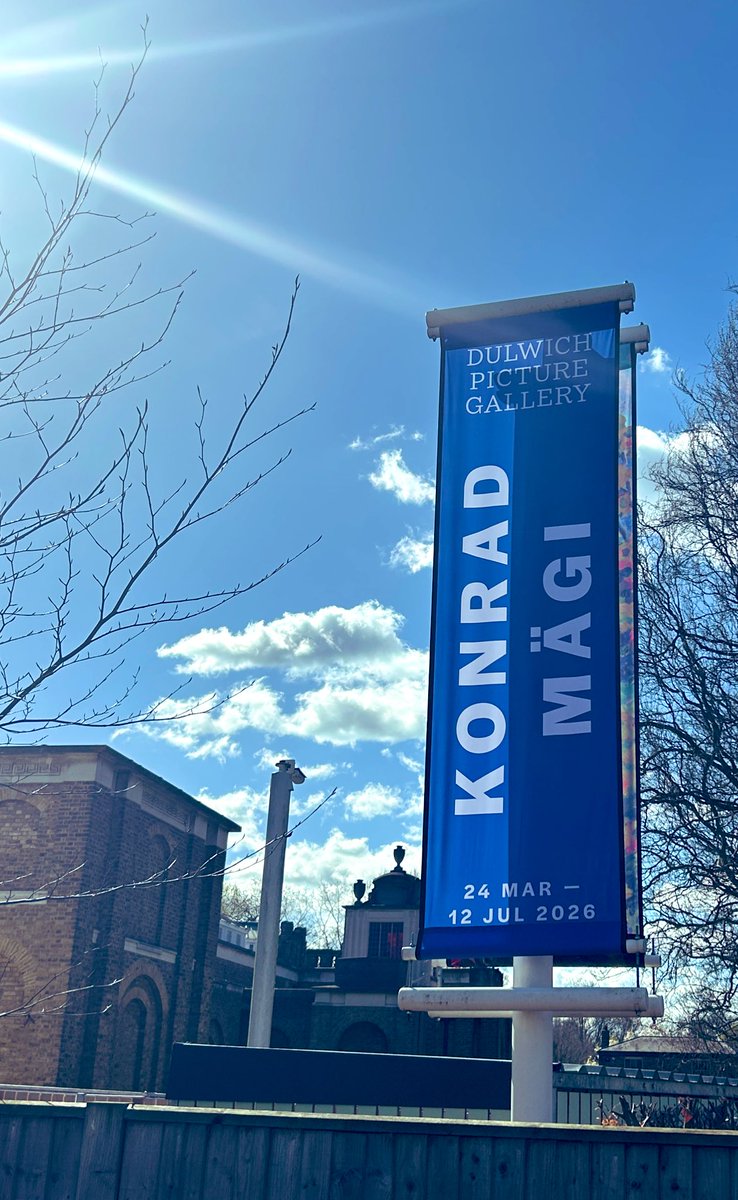 DULWICH
PICTURE
GALLERY
KONRAD
MÄGI
24 MAR —
12 JUL 2026